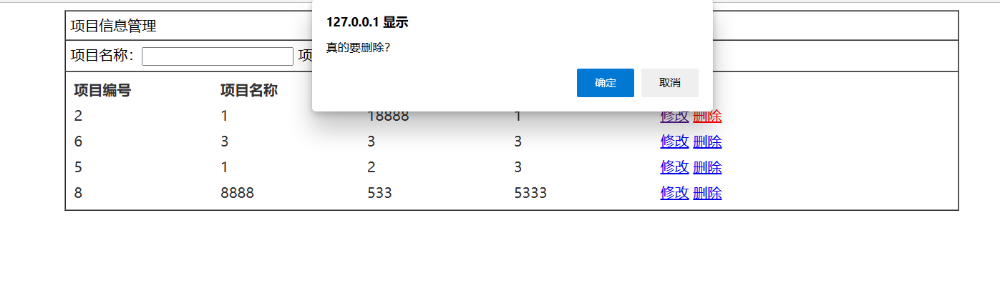 127.0.0.1 显示
真的要删除?
确定 取消
项目信息管理
项目名称: 项
项目编号 项目名称
2 1 18888 1 修改 删除
6 3 3 3 修改 删除
5 1 2 3 修改 删除
8 8888 533 5333 修改 删除